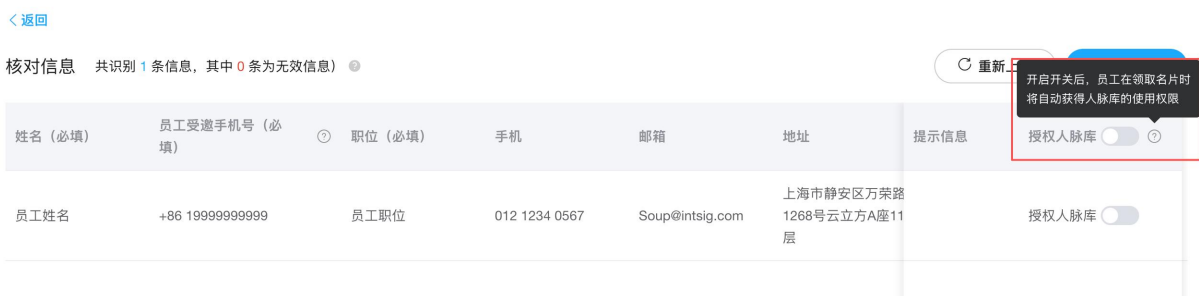 返回
核对信息 共识别 1 条信息，其中 0 条为无效信息）
重新
开启开关后，员工在领取名片时
将自动获得人脉库的使用权限
姓名（必填）
员工受邀手机号（必
填）
职位（必填）
手机
邮箱
地址
提示信息
授权人脉库
员工姓名
+86 19999999999
员工职位
012 1234 0567
Soup@intsig.com
上海市静安区万荣路
1268号云立方A座11
层
授权人脉库